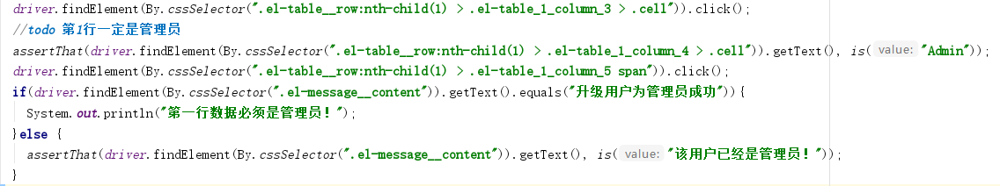 driver.findElement(By.cssSelector(".el-table__row:nth-child(1) > .el-table_1_column_3 > .cell")).click();
//todo 第1行一定是管理员
assertThat(driver.findElement(By.cssSelector(".el-table__row:nth-child(1) > .el-table_1_column_4 > .cell")).getText(), is( value: "Admin"));
driver.findElement(By.cssSelector(".el-table__row:nth-child(1) > .el-table_1_column_5 span")).click();
if(driver.findElement(By.cssSelector(".el-message__content")).getText().equals("升级用户为管理员成功")){
System.out.println("第一行数据必须是管理员！");
}else {
assertThat(driver.findElement(By.cssSelector(".el-message__content")).getText(), is( value: "该用户已经是管理员！"));
}